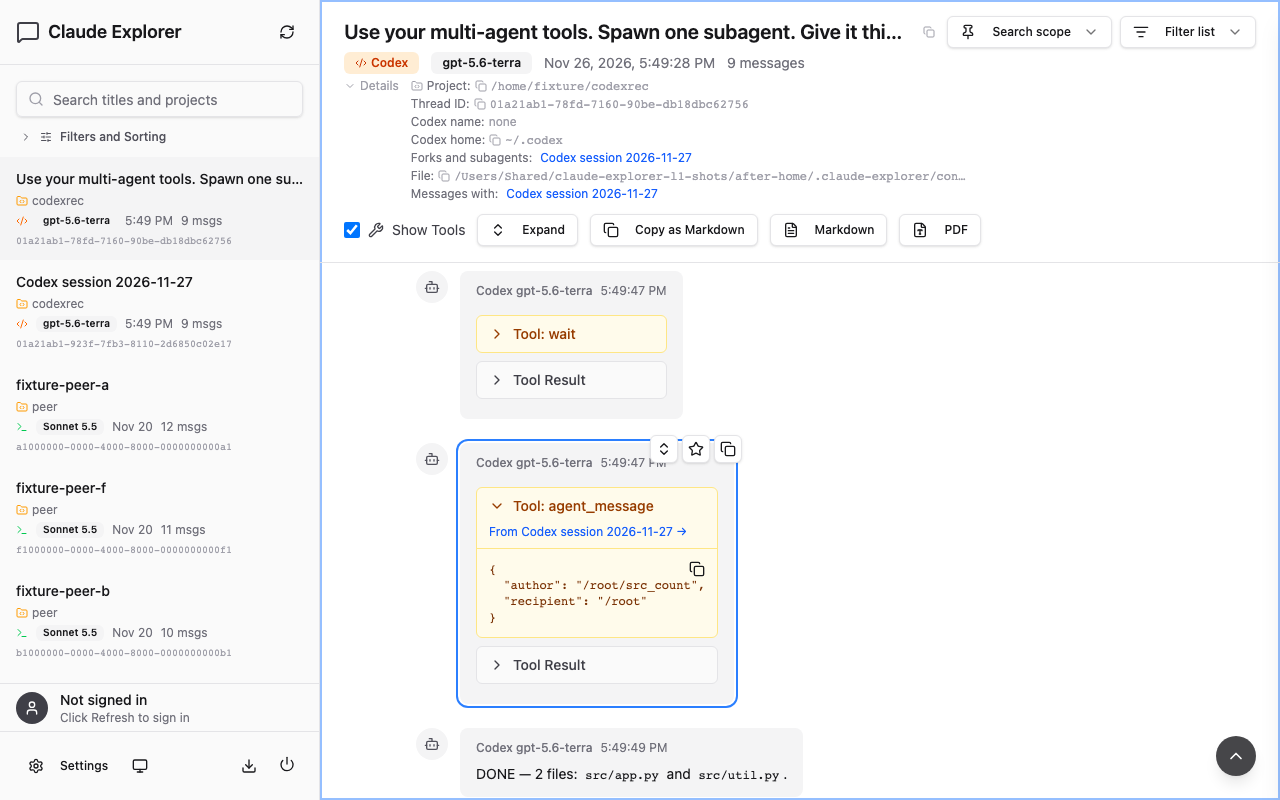 Claude Explorer
Search titles and projects
Filters and Sorting
Use your multi-agent tools. Spawn one su...
codexrec
gpt-5.6-terra 5:49 PM 9 msgs
01a21ab1-78fd-7160-90be-db18dbc62756
Codex session 2026-11-27
codexrec
gpt-5.6-terra 5:49 PM 9 msgs
01a21ab1-923f-7fb3-8110-2d6850c02e17
fixture-peer-a
peer
Sonnet 5.5 Nov 20 12 msgs
a1000000-0000-4000-8000-0000000000a1
fixture-peer-f
peer
Sonnet 5.5 Nov 20 11 msgs
f1000000-0000-4000-8000-0000000000f1
fixture-peer-b
peer
Sonnet 5.5 Nov 20 10 msgs
b1000000-0000-4000-8000-0000000000b1
Not signed in
Click Refresh to sign in
Settings
Use your multi-agent tools. Spawn one subagent. Give it thi...
Search scope
Filter list
Codex gpt-5.6-terra Nov 26, 2026, 5:49:28 PM 9 messages
Details
Project: /home/fixture/codexrec
Thread ID: 01a21ab1-78fd-7160-90be-db18dbc62756
Codex name: none
Codex home: ~/.codex
Forks and subagents: Codex session 2026-11-27
File: /Users/Shared/claude-explorer-11-shots/after-home/.claude-explorer/con…
Messages with: Codex session 2026-11-27
Show Tools Expand Copy as Markdown Markdown PDF
Codex gpt-5.6-terra 5:49:47 PM
Tool: wait
Tool Result
Codex gpt-5.6-terra 5:49:47 PM
Tool: agent_message
From Codex session 2026-11-27 →
{
"author": "/root/src_count",
"recipient": "/root"
}
Tool Result
Codex gpt-5.6-terra 5:49:49 PM
DONE — 2 files: src/app.py and src/util.py.